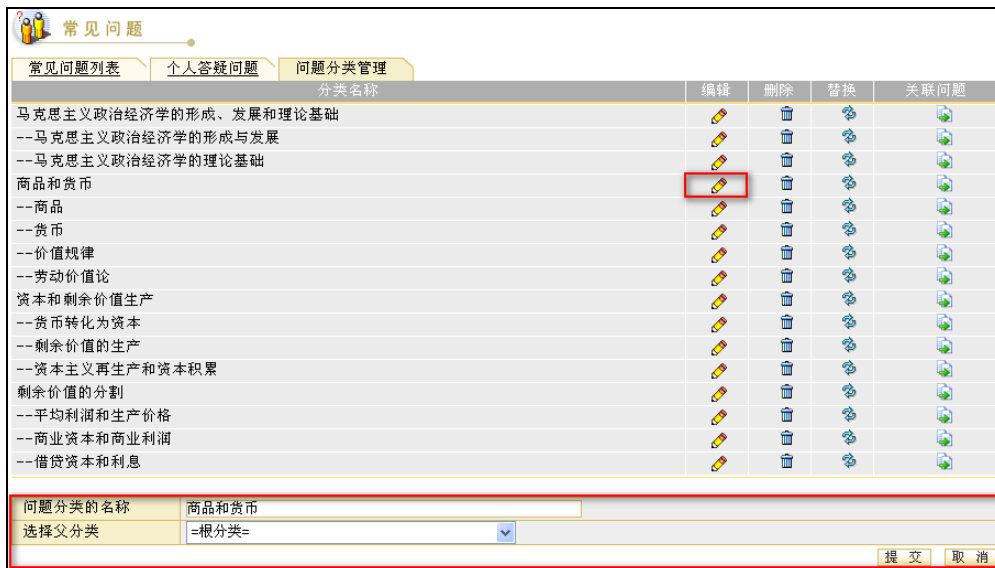 常见问题
常见问题列表 个人答疑问题 问题分类管理
分类名称 编辑 删除 替换 关联问题
马克思主义政治经济学的形成、发展和理论基础
--马克思主义政治经济学的形成与发展
--马克思主义政治经济学的理论基础
商品和货币
--商品
--货币
--价值规律
--劳动价值论
资本和剩余价值生产
--货币转化为资本
--剩余价值的生产
--资本主义再生产和资本积累
剩余价值的分割
--平均利润和生产价格
--商业资本和商业利润
--借贷资本和利息
问题分类的名称 商品和货币
选择父分类 =根分类=
提 交 取 消